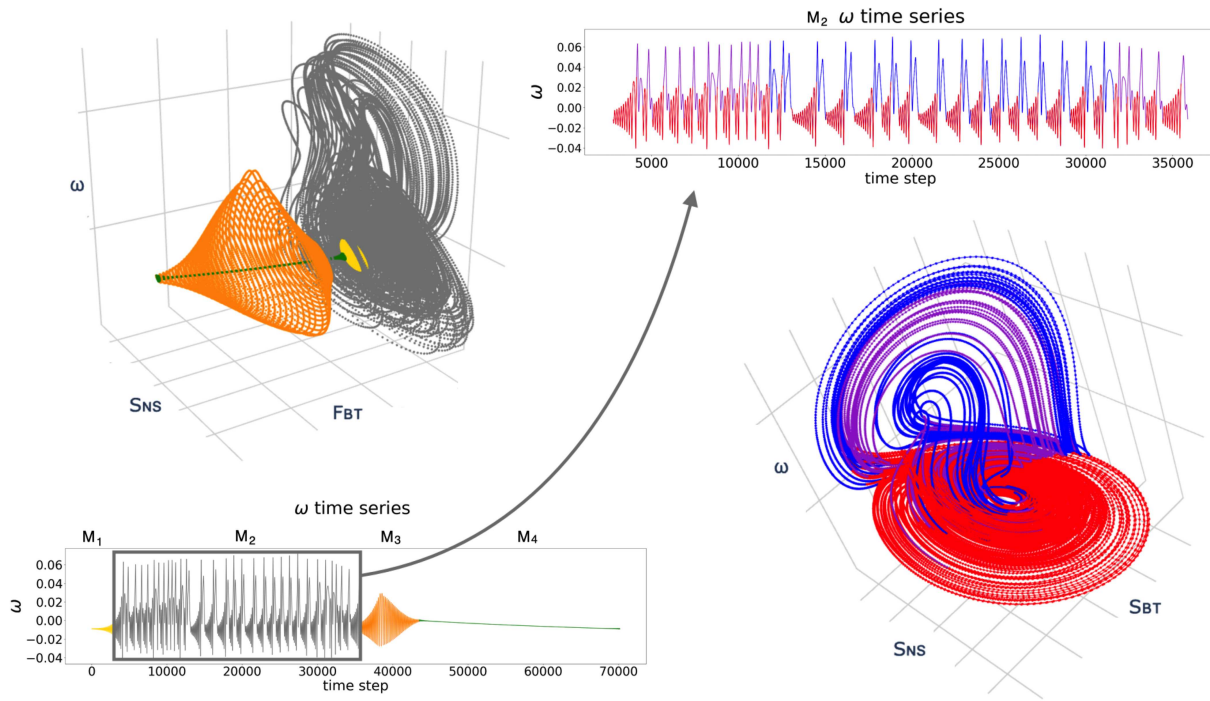 M₂ ω time series
0.06
0.04
0.02
0.00
−0.02
−0.04
ω
5000 10000 15000 20000 25000 30000 35000
time step
ω
SNS
FBT
ω
SBT
SNS
ω time series
M₁ M₂ M₃ M₄
0.06
0.04
0.02
0.00
−0.02
−0.04
ω
0 10000 20000 30000 40000 50000 60000 70000
time step